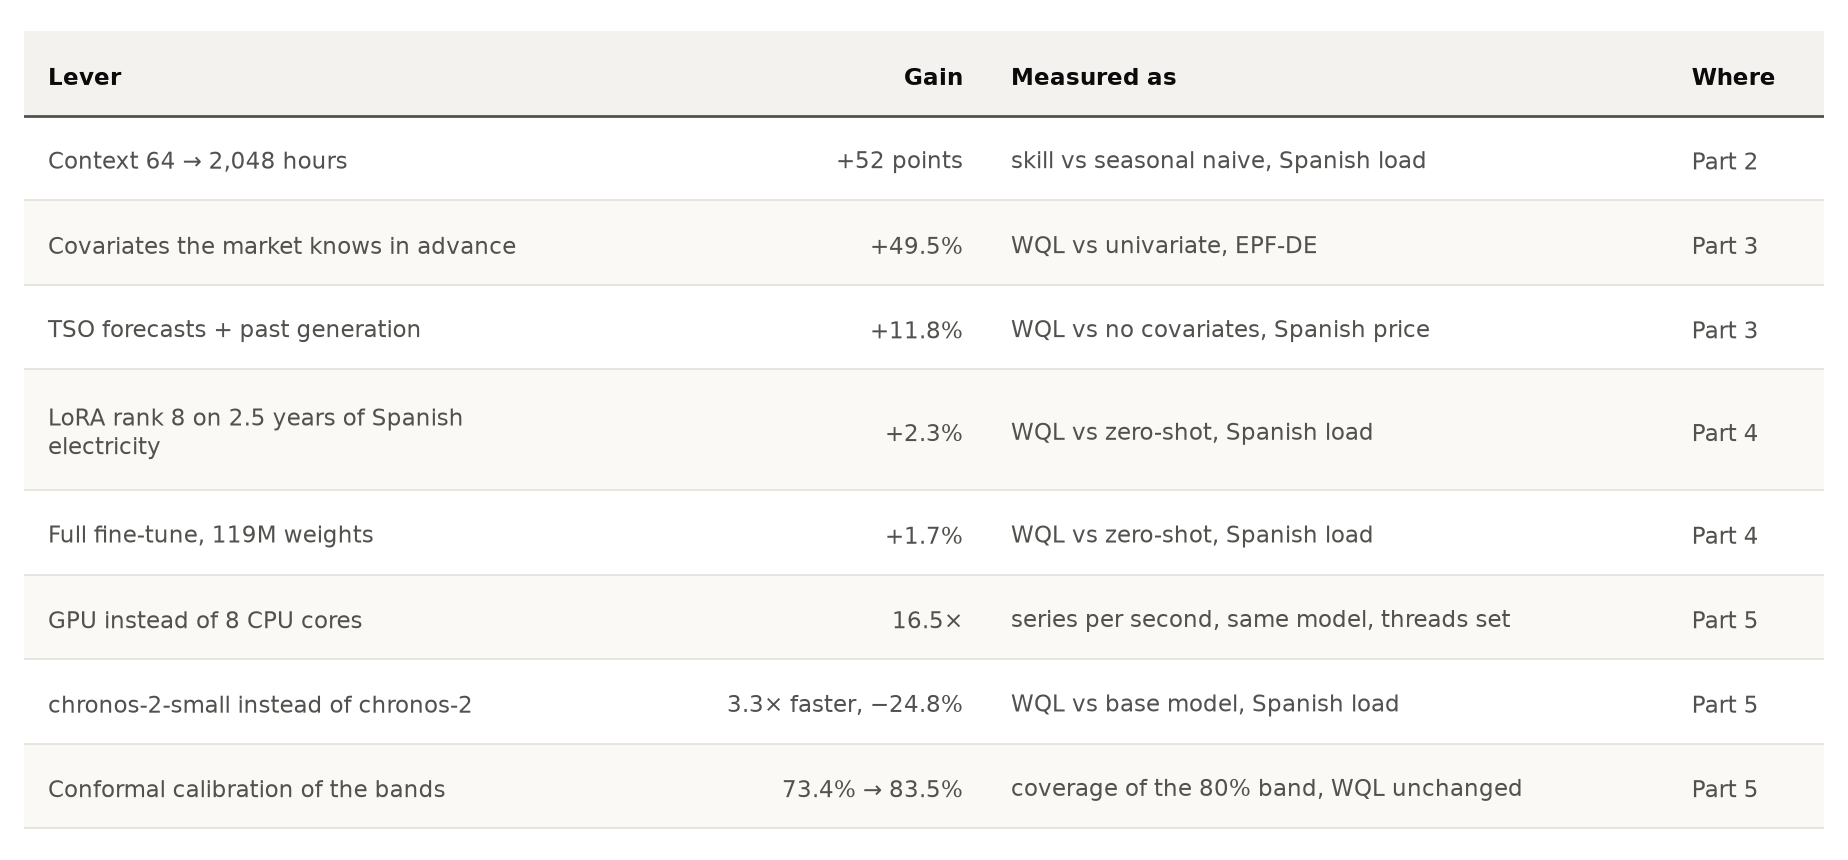 Lever Gain Measured as Where
Context 64 → 2,048 hours +52 points skill vs seasonal naive, Spanish load Part 2
Covariates the market knows in advance +49.5% WQL vs univariate, EPF-DE Part 3
TSO forecasts + past generation +11.8% WQL vs no covariates, Spanish price Part 3
LoRA rank 8 on 2.5 years of Spanish
electricity +2.3% WQL vs zero-shot, Spanish load Part 4
Full fine-tune, 119M weights +1.7% WQL vs zero-shot, Spanish load Part 4
GPU instead of 8 CPU cores 16.5× series per second, same model, threads set Part 5
chronos-2-small instead of chronos-2 3.3× faster, −24.8% WQL vs base model, Spanish load Part 5
Conformal calibration of the bands 73.4% → 83.5% coverage of the 80% band, WQL unchanged Part 5